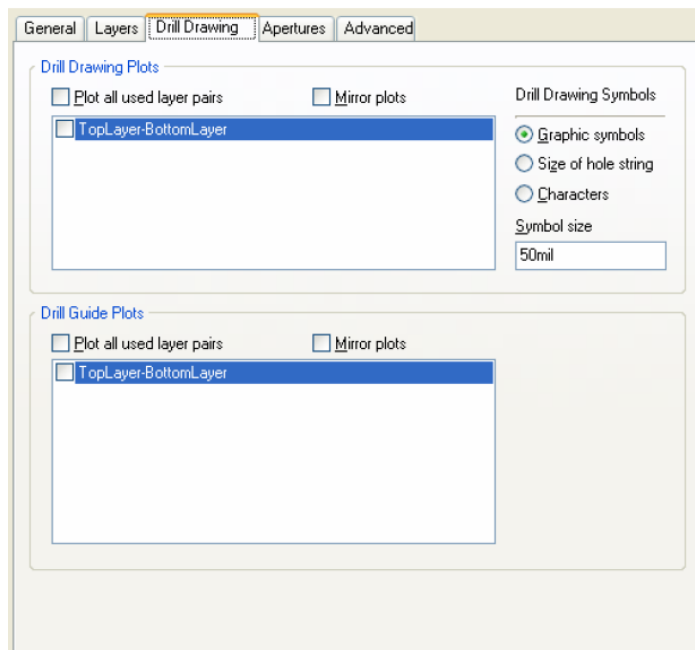 General Layers Drill Drawing Apertures Advanced
Drill Drawing Plots
Plot all used layer pairs Mirror plots Drill Drawing Symbols
TopLayer-BottomLayer
Graphic symbols
Size of hole string
Characters
Symbol size
50mil
Drill Guide Plots
Plot all used layer pairs Mirror plots
TopLayer-BottomLayer